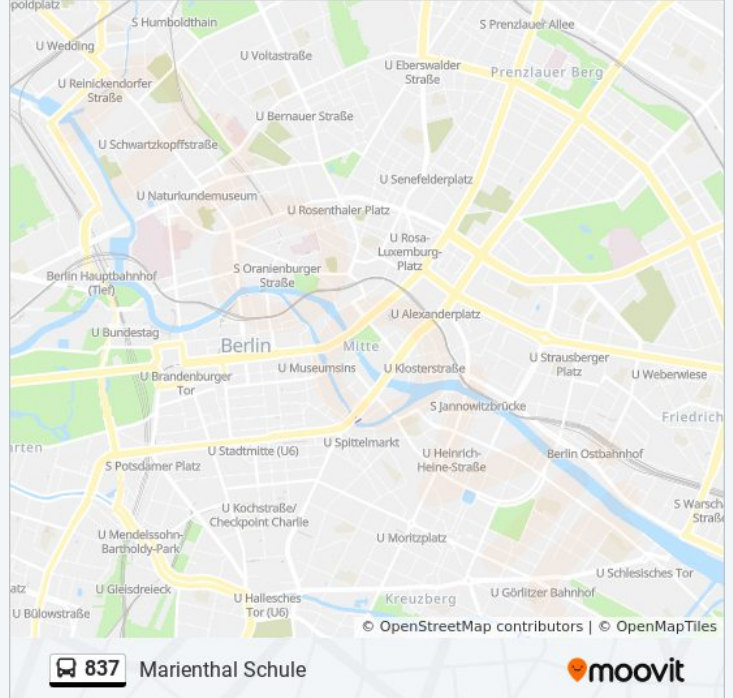 poldplatz
S Humboldthain
S Prenzlauer Allee
U Wedding
U Voltastraße
U Eberswalder
Straße
Prenzlauer Berg
U Reinickendorfer
Straße
U Bernauer Straße
U Schwartzkopffstraße
U Senefelderplatz
U Naturkundemuseum
U Rosenthaler Platz
U Rosa-
Luxemburg-
Platz
Berlin Hauptbahnhof
(Tief)
S Oranienburger
Straße
U Alexanderplatz
U Bundestag
Berlin
Mitte
U Strausberger
Platz
U Museumsins
U Klosterstraße
U Weberwiese
U Brandenburger
Tor
S Jannowitzbrücke
Friedrich
rten
U Stadtmitte (U6)
U Spittelmarkt
U Heinrich-
Heine-Straße
Berlin Ostbahnhof
S Potsdamer Platz
S Warsch
Straße
U Kochstraße/
Checkpoint Charlie
U Mendelssohn-
Bartholdy-Park
U Moritzplatz
U Schlesisches Tor
atz
U Gleisdreieck
U Hallesches
Tor (U6)
Kreuzberg
U Görlitzer Bahnhof
U Bülowstraße
© OpenStreetMap contributors | © OpenMapTiles
837 Marienthal Schule
moovit